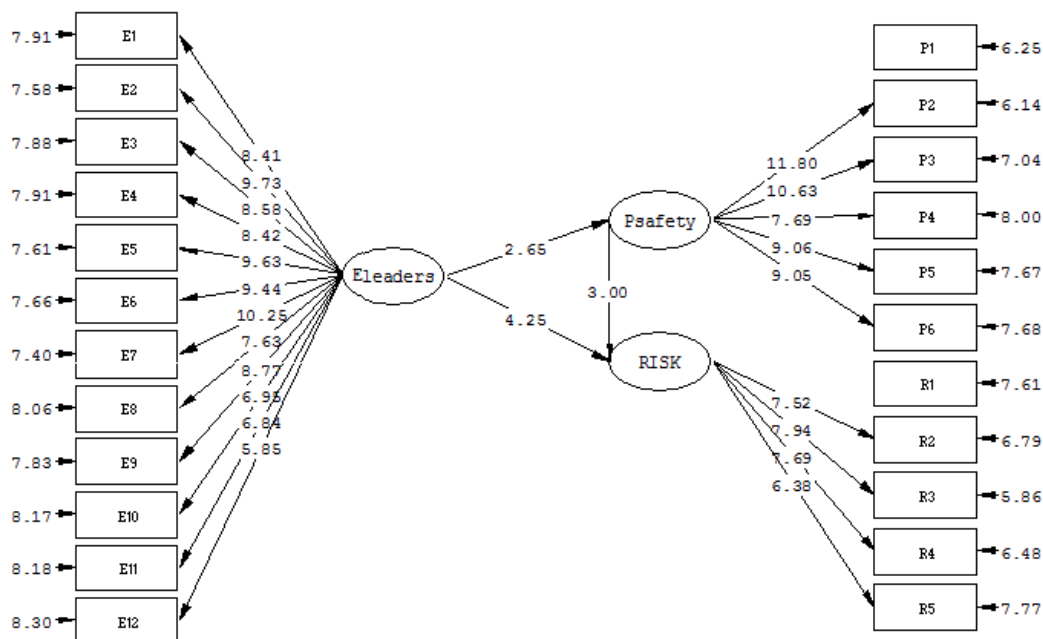 7.91 E1
7.58 E2
7.88 E3
7.91 E4
7.61 E5
7.66 E6
7.40 E7
8.06 E8
7.83 E9
8.17 E10
8.18 E11
8.30 E12
8.41
9.73
8.58
8.42
9.63
9.44
10.25
7.63
8.77
6.95
6.84
5.85
Eleaders
2.65
4.25
Psafety
3.00
RISK
11.80
10.63
7.69
9.06
9.05
7.52
7.94
7.69
6.38
P1 6.25
P2 6.14
P3 7.04
P4 8.00
P5 7.67
P6 7.68
R1 7.61
R2 6.79
R3 5.86
R4 6.48
R5 7.77